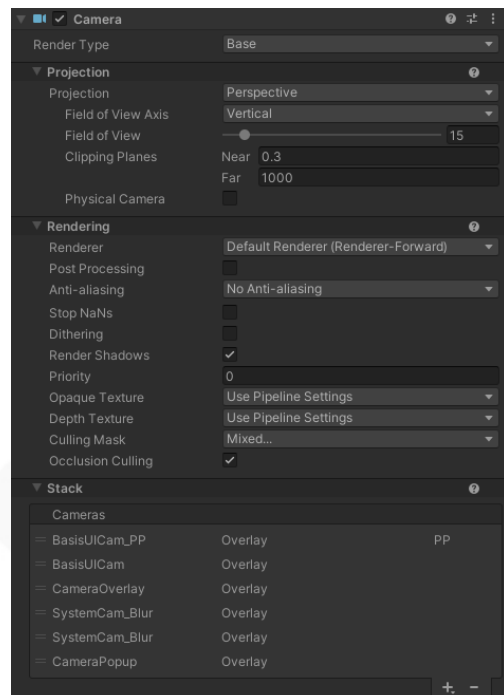 Camera
Render Type Base
Projection
Projection Perspective
Field of View Axis Vertical
Field of View 15
Clipping Planes Near 0.3
Far 1000
Physical Camera
Rendering
Renderer Default Renderer (Renderer-Forward)
Post Processing
Anti-aliasing No Anti-aliasing
Stop NaNs
Dithering
Render Shadows
Priority 0
Opaque Texture Use Pipeline Settings
Depth Texture Use Pipeline Settings
Culling Mask Mixed...
Occlusion Culling
Stack
Cameras
BasisUICam_PP Overlay PP
BasisUICam Overlay
CameraOverlay Overlay
SystemCam_Blur Overlay
SystemCam_Blur Overlay
CameraPopup Overlay